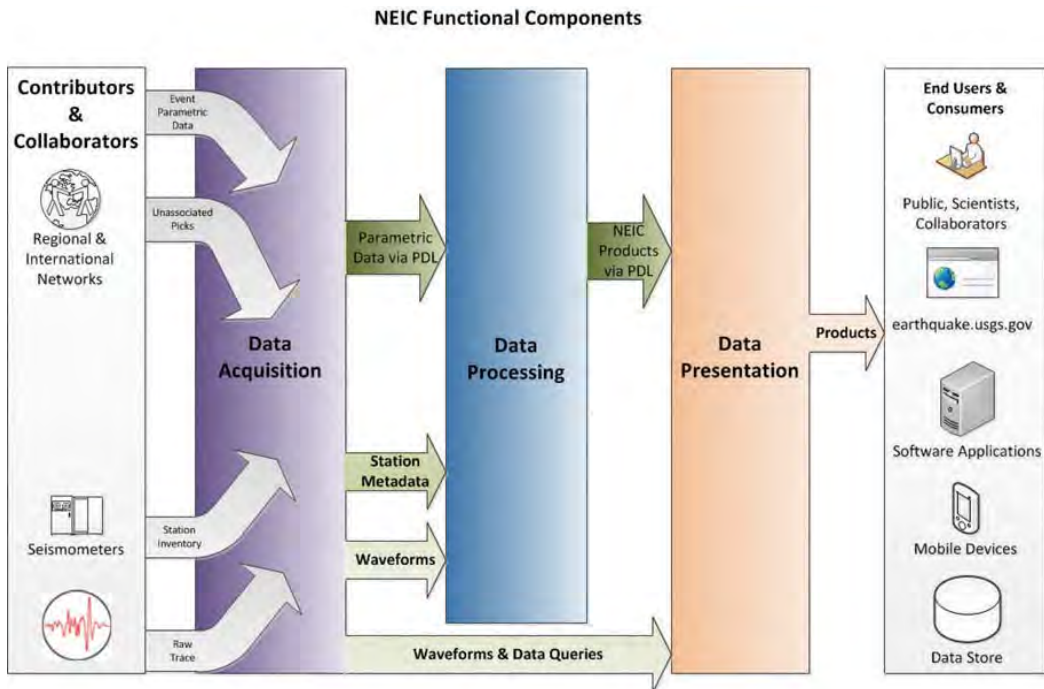 NEIC Functional Components
Contributors
&
Collaborators
Regional &
International
Networks
Seismometers
Event
Parametric
Data
Unassociated
Picks
Station
Inventory
Raw
Trace
Data
Acquisition
Parametric
Data via PDL
Station
Metadata
Waveforms
Waveforms & Data Queries
Data
Processing
NEIC
Products
via PDL
Data
Presentation
Products
End Users &
Consumers
Public, Scientists,
Collaborators
earthquake.usgs.gov
Software Applications
Mobile Devices
Data Store